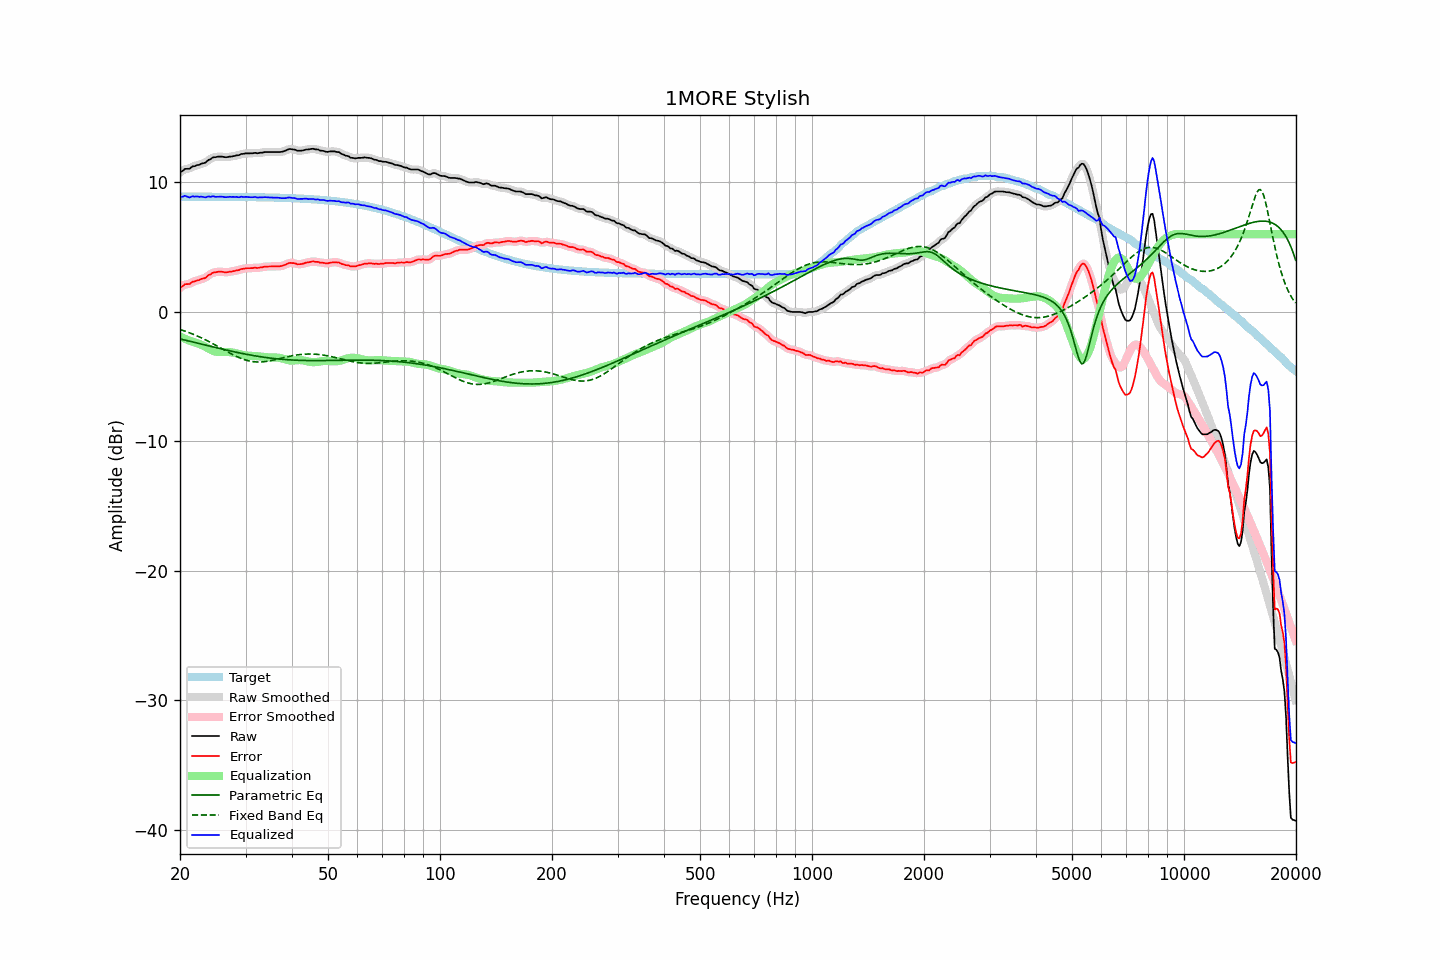 1MORE Stylish
10
0
−10
−20
−30
−40
Amplitude (dBr)
Target
Raw Smoothed
Error Smoothed
Raw
Error
Equalization
Parametric Eq
Fixed Band Eq
Equalized
20 50 100 200 500 1000 2000 5000 10000 20000
Frequency (Hz)